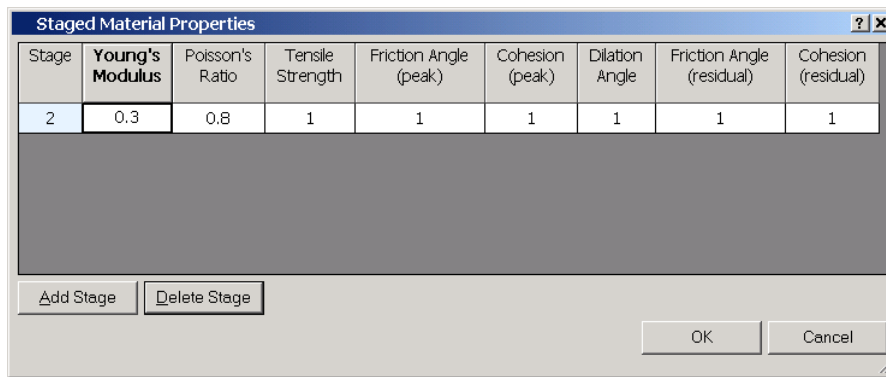 Staged Material Properties
? X
Stage Young's Modulus Poisson's Ratio Tensile Strength Friction Angle (peak) Cohesion (peak) Dilation Angle Friction Angle (residual) Cohesion (residual)
2 0.3 0.8 1 1 1 1 1 1
Add Stage Delete Stage
OK Cancel